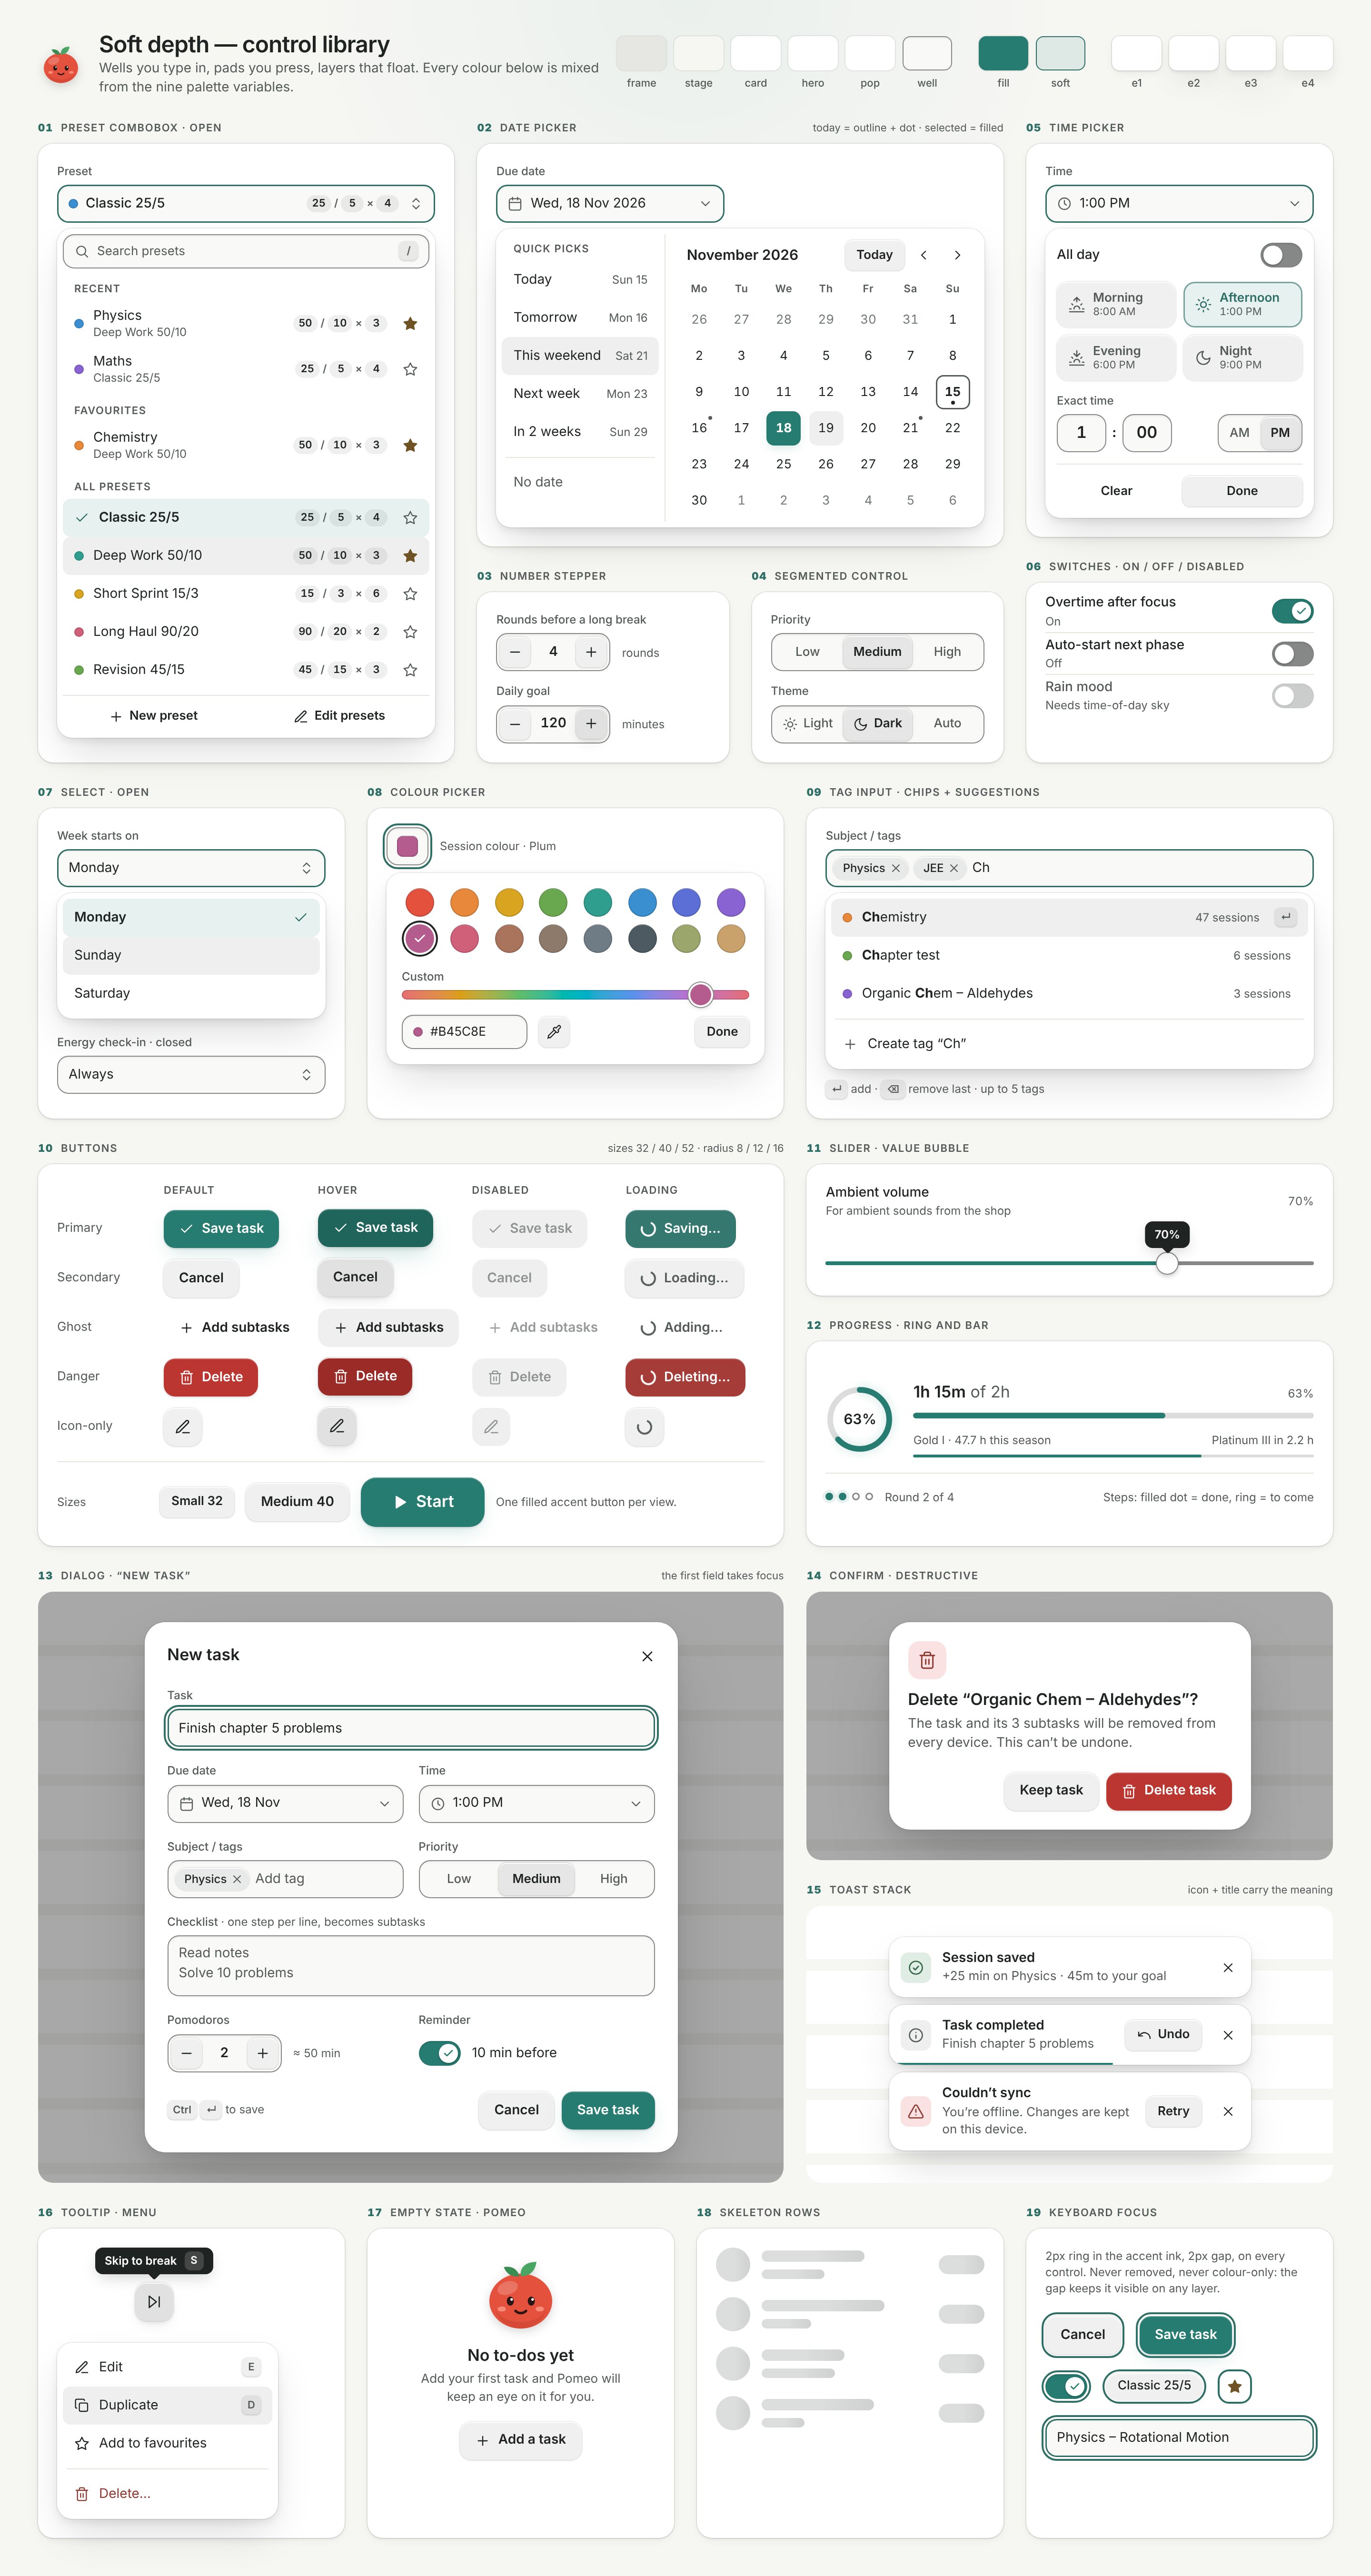 Soft depth — control library
Wells you type in, pads you press, layers that float. Every colour below is mixed
from the nine palette variables.
frame stage card hero pop well fill soft e1 e2 e3 e4
01 PRESET COMBOBOX · OPEN
Preset
Classic 25/5 25 / 5 × 4
Search presets /
RECENT
Physics 50 / 10 × 3
Deep Work 50/10
Maths 25 / 5 × 4
Classic 25/5
FAVOURITES
Chemistry 50 / 10 × 3
Deep Work 50/10
ALL PRESETS
Classic 25/5 25 / 5 × 4
Deep Work 50/10 50 / 10 × 3
Short Sprint 15/3 15 / 3 × 6
Long Haul 90/20 90 / 20 × 2
Revision 45/15 45 / 15 × 3
New preset Edit presets
02 DATE PICKER today = outline + dot · selected = filled
Due date
Wed, 18 Nov 2026
QUICK PICKS
Today Sun 15
Tomorrow Mon 16
This weekend Sat 21
Next week Mon 23
In 2 weeks Sun 29
No date
November 2026 Today
Mo Tu We Th Fr Sa Su
26 27 28 29 30 31 1
2 3 4 5 6 7 8
9 10 11 12 13 14 15
16 17 18 19 20 21 22
23 24 25 26 27 28 29
30 1 2 3 4 5 6
05 TIME PICKER
Time
1:00 PM
All day
Morning
8:00 AM
Afternoon
1:00 PM
Evening
6:00 PM
Night
9:00 PM
Exact time
1 : 00 AM PM
Clear Done
03 NUMBER STEPPER
Rounds before a long break
− 4 + rounds
Daily goal
− 120 + minutes
04 SEGMENTED CONTROL
Priority
Low Medium High
Theme
Light Dark Auto
06 SWITCHES · ON / OFF / DISABLED
Overtime after focus
On
Auto-start next phase
Off
Rain mood
Needs time-of-day sky
07 SELECT · OPEN
Week starts on
Monday
Monday
Sunday
Saturday
Energy check-in · closed
Always
08 COLOUR PICKER
Session colour · Plum
Custom
#B45C8E Done
09 TAG INPUT · CHIPS + SUGGESTIONS
Subject / tags
Physics JEE Ch
Chemistry 47 sessions
Chapter test 6 sessions
Organic Chem – Aldehydes 3 sessions
Create tag “Ch”
add · remove last · up to 5 tags
10 BUTTONS sizes 32 / 40 / 52 · radius 8 / 12 / 16
DEFAULT HOVER DISABLED LOADING
Primary Save task Save task Save task Saving…
Secondary Cancel Cancel Cancel Loading…
Ghost Add subtasks Add subtasks Add subtasks Adding…
Danger Delete Delete Delete Deleting…
Icon-only
Sizes Small 32 Medium 40 Start One filled accent button per view.
11 SLIDER · VALUE BUBBLE
Ambient volume 70%
For ambient sounds from the shop
70%
12 PROGRESS · RING AND BAR
63%
1h 15m of 2h 63%
Gold I · 47.7 h this season Platinum III in 2.2 h
Round 2 of 4 Steps: filled dot = done, ring = to come
13 DIALOG · “NEW TASK” the first field takes focus
New task
Task
Finish chapter 5 problems
Due date Time
Wed, 18 Nov 1:00 PM
Subject / tags Priority
Physics Add tag Low Medium High
Checklist · one step per line, becomes subtasks
Read notes
Solve 10 problems
Pomodoros Reminder
− 2 + ≈ 50 min 10 min before
Ctrl to save Cancel Save task
14 CONFIRM · DESTRUCTIVE
Delete “Organic Chem – Aldehydes”?
The task and its 3 subtasks will be removed from
every device. This can’t be undone.
Keep task Delete task
15 TOAST STACK icon + title carry the meaning
Session saved
+25 min on Physics · 45m to your goal
Task completed
Finish chapter 5 problems Undo
Couldn’t sync
You’re offline. Changes are kept
on this device.
Retry
16 TOOLTIP · MENU
Skip to break S
Edit E
Duplicate D
Add to favourites
Delete…
17 EMPTY STATE · POMEO
No to-dos yet
Add your first task and Pomeo will
keep an eye on it for you.
Add a task
18 SKELETON ROWS
19 KEYBOARD FOCUS
2px ring in the accent ink, 2px gap, on every
control. Never removed, never colour-only: the
gap keeps it visible on any layer.
Cancel Save task
Classic 25/5
Physics – Rotational Motion